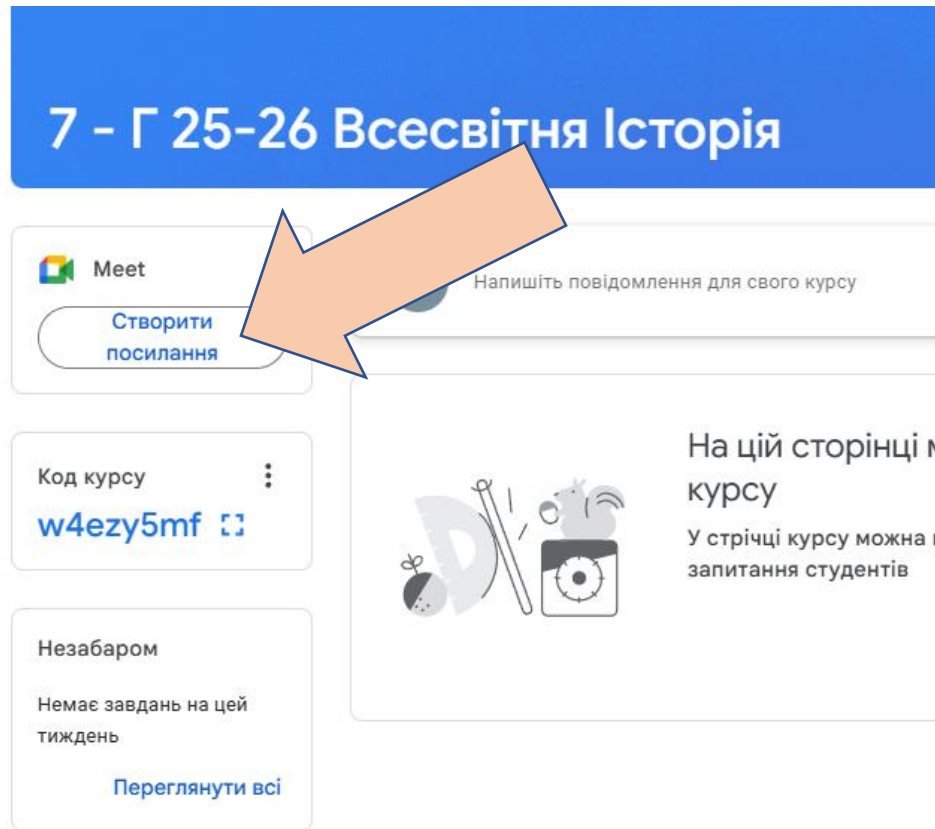 7 - Г 25-26 Всесвітня Історія
Meet
Створити
посилання
Напишіть повідомлення для свого курсу
Код курсу
w4ezy5mf
Незабаром
Немає завдань на цей
тиждень
Переглянути всі
На цій сторінці
курсу
У стрічці курсу можна
запитання студентів